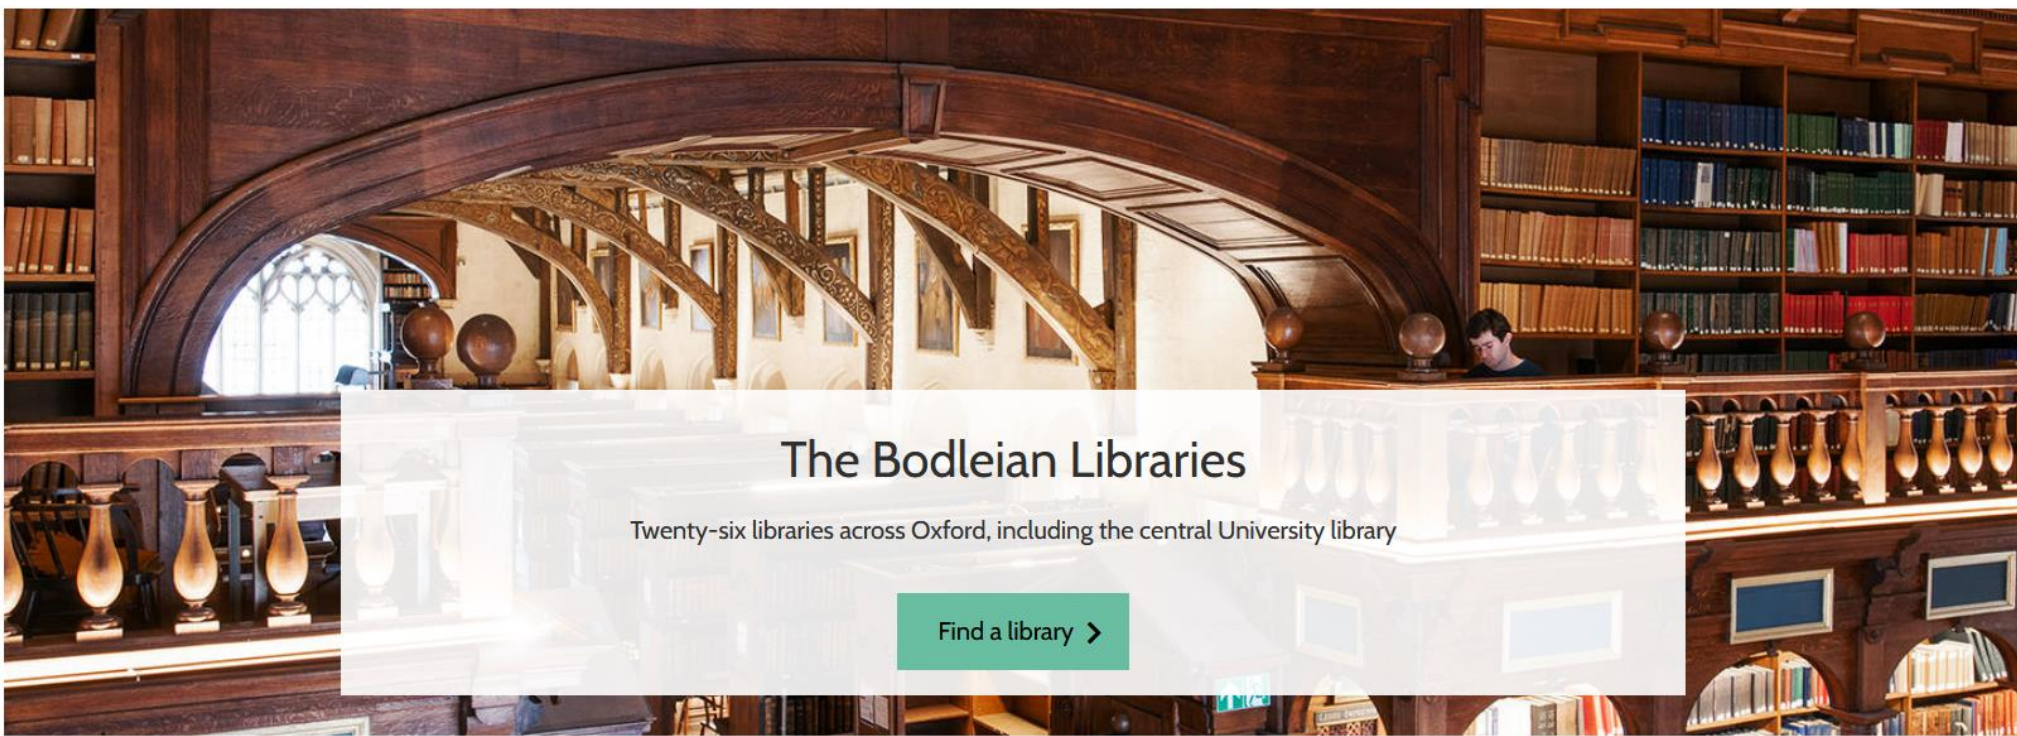 The Bodleian Libraries
Twenty-six libraries across Oxford, including the central University library
Find a library